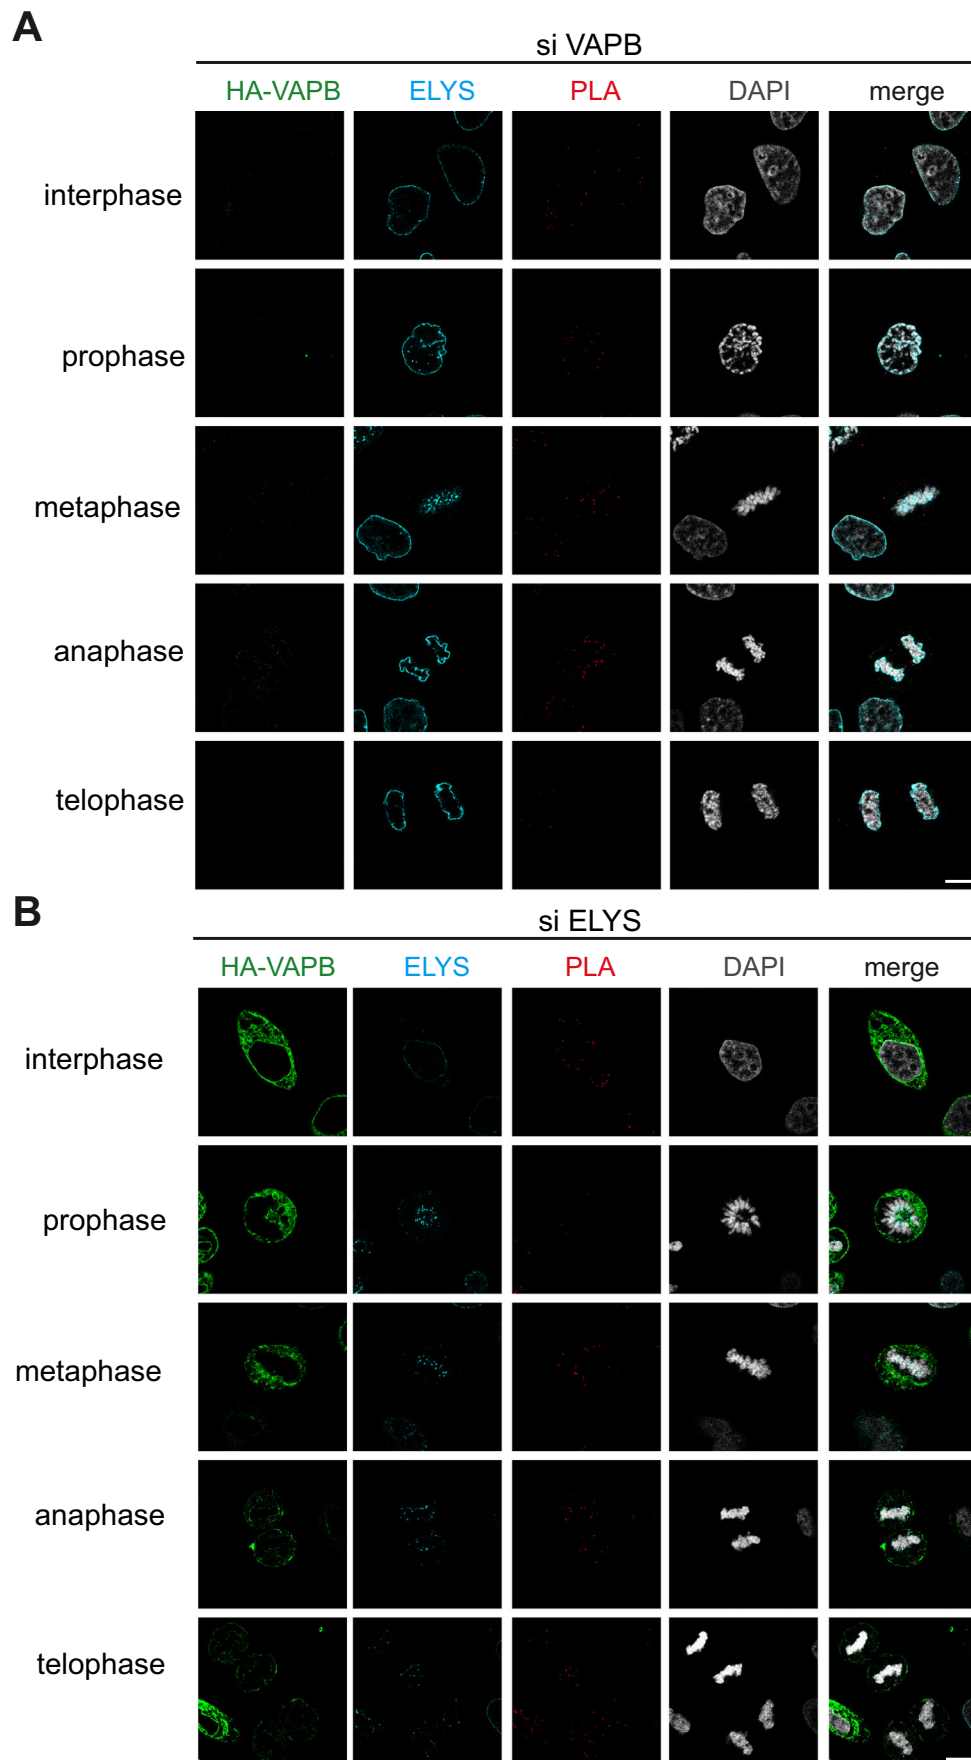 A
si VAPB
HA-VAPB ELYS PLA DAPI merge
interphase
prophase
metaphase
anaphase
telophase
B
si ELYS
HA-VAPB ELYS PLA DAPI merge
interphase
prophase
metaphase
anaphase
telophase